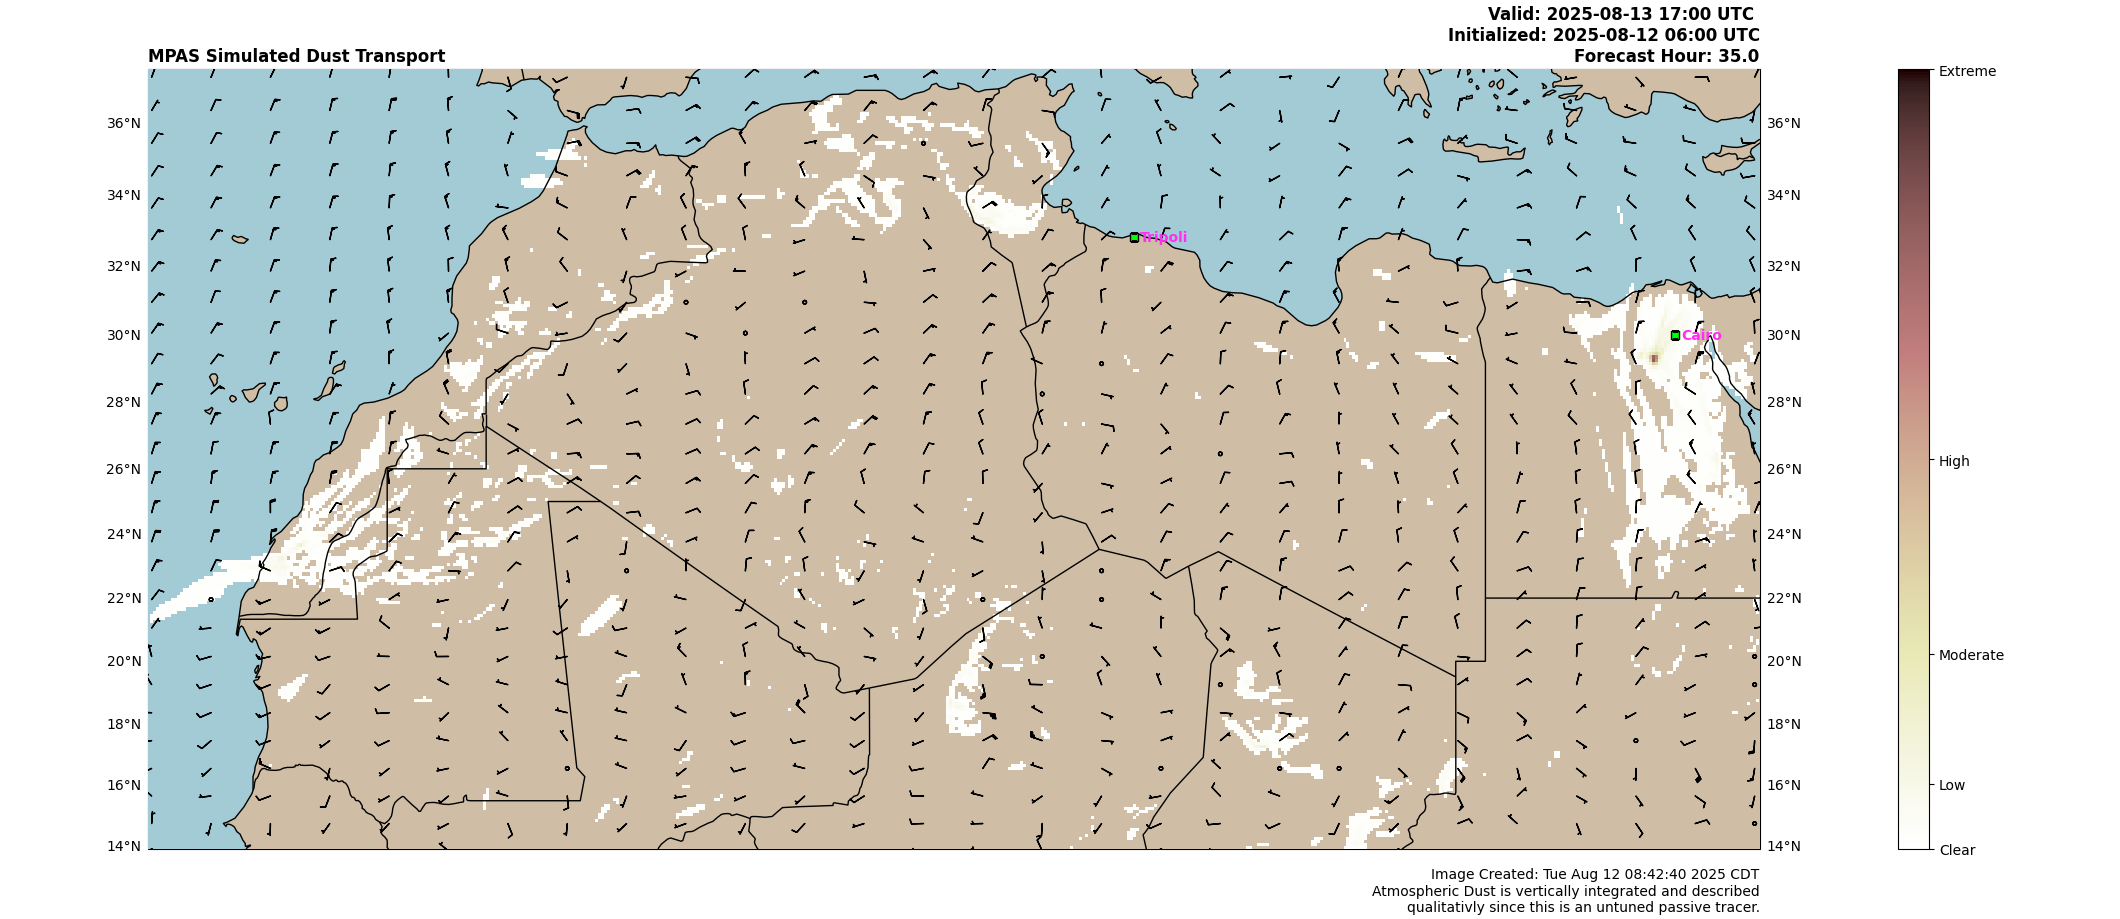 Valid: 2025-08-13 17:00 UTC
Initialized: 2025-08-12 06:00 UTC
MPAS Simulated Dust Transport Forecast Hour: 35.0
Extreme
36°N 36°N
34°N 34°N
Tripoli
32°N 32°N
30°N Cairo 30°N
28°N 28°N
26°N 26°N
High
24°N 24°N
22°N 22°N
20°N 20°N
Moderate
18°N 18°N
16°N 16°N
Low
14°N 14°N
Clear
Image Created: Tue Aug 12 08:42:40 2025 CDT
Atmospheric Dust is vertically integrated and described
qualitativly since this is an untuned passive tracer.